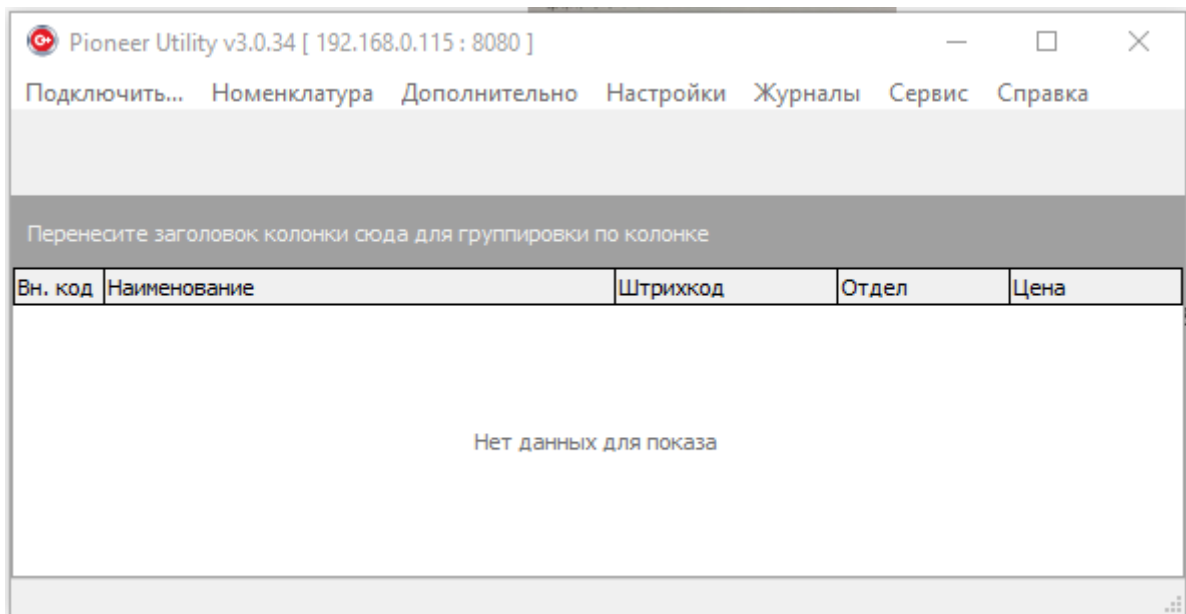 Pioneer Utility v3.0.34 [ 192.168.0.115 : 8080 ]
Подключить... Номенклатура Дополнительно Настройки Журналы Сервис Справка
Перенесите заголовок колонки сюда для группировки по колонке
Вн. код Наименование Штрихкод Отдел Цена
Нет данных для показа